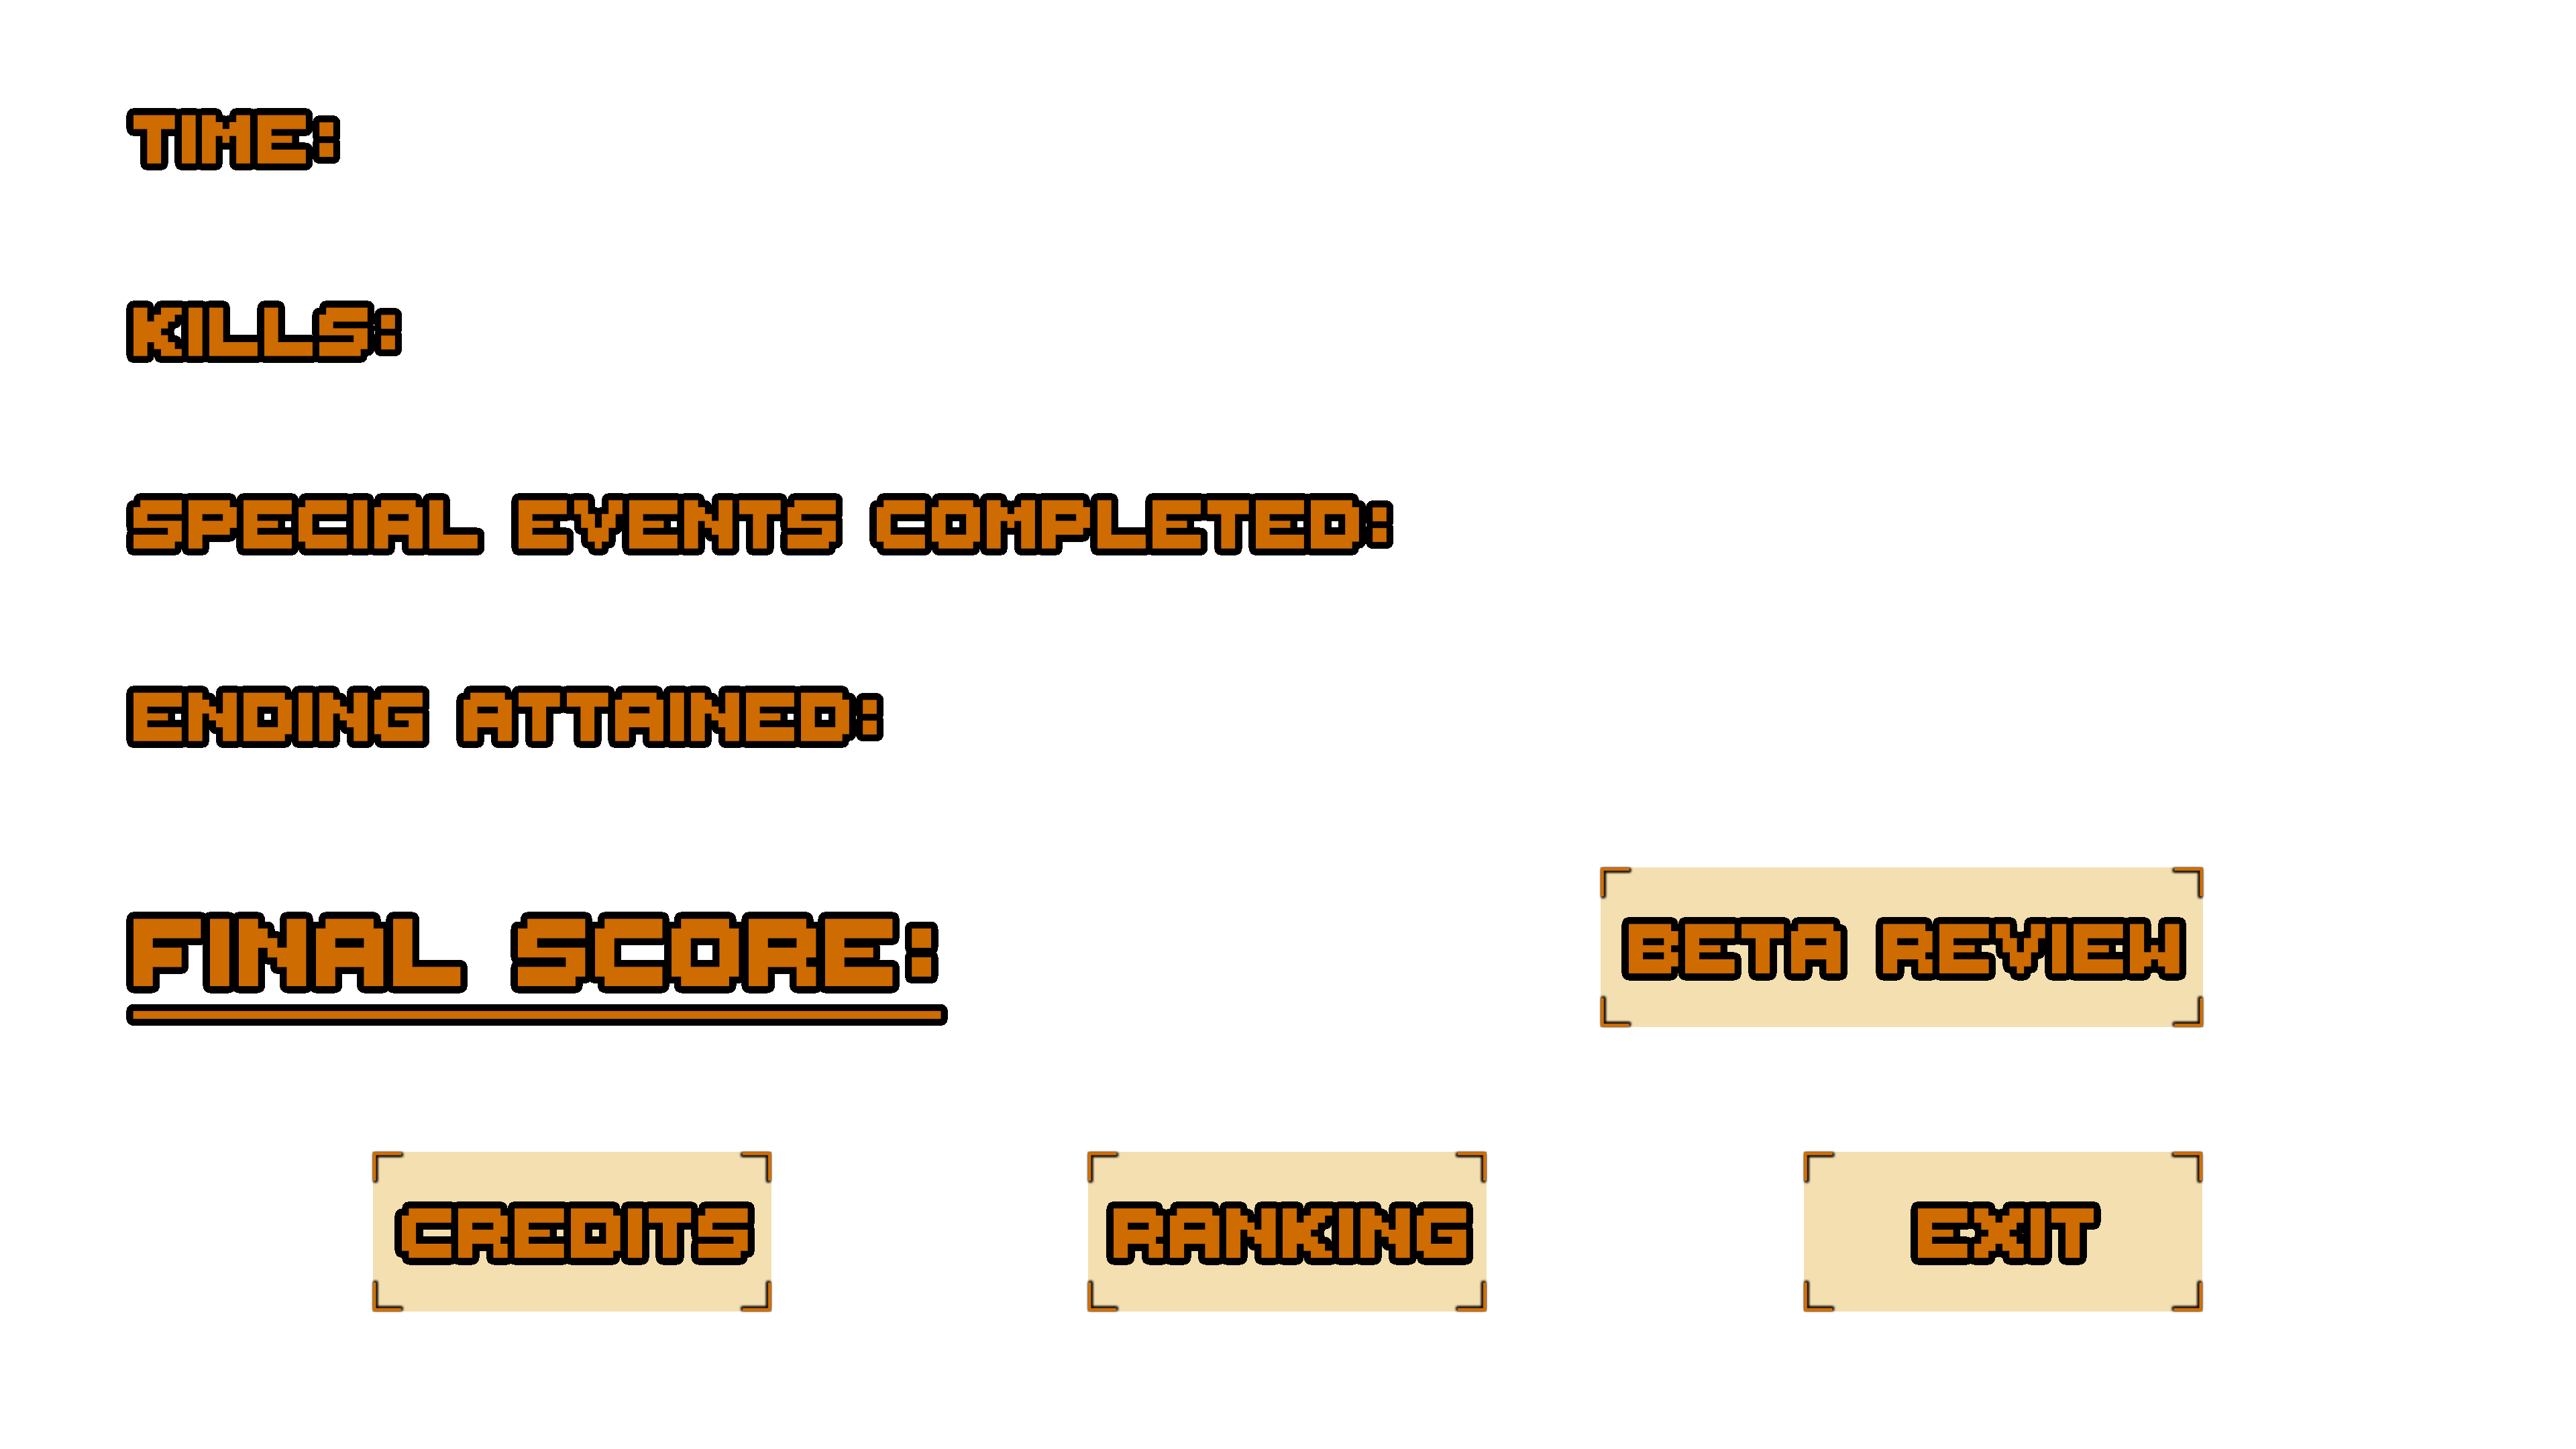 TIME:
KILLS:
SPECIAL EVENTS COMPLETED:
ENDING ATTAINED:
FINAL SCORE:
BETA REVIEW
CREDITS
RANKING
EXIT